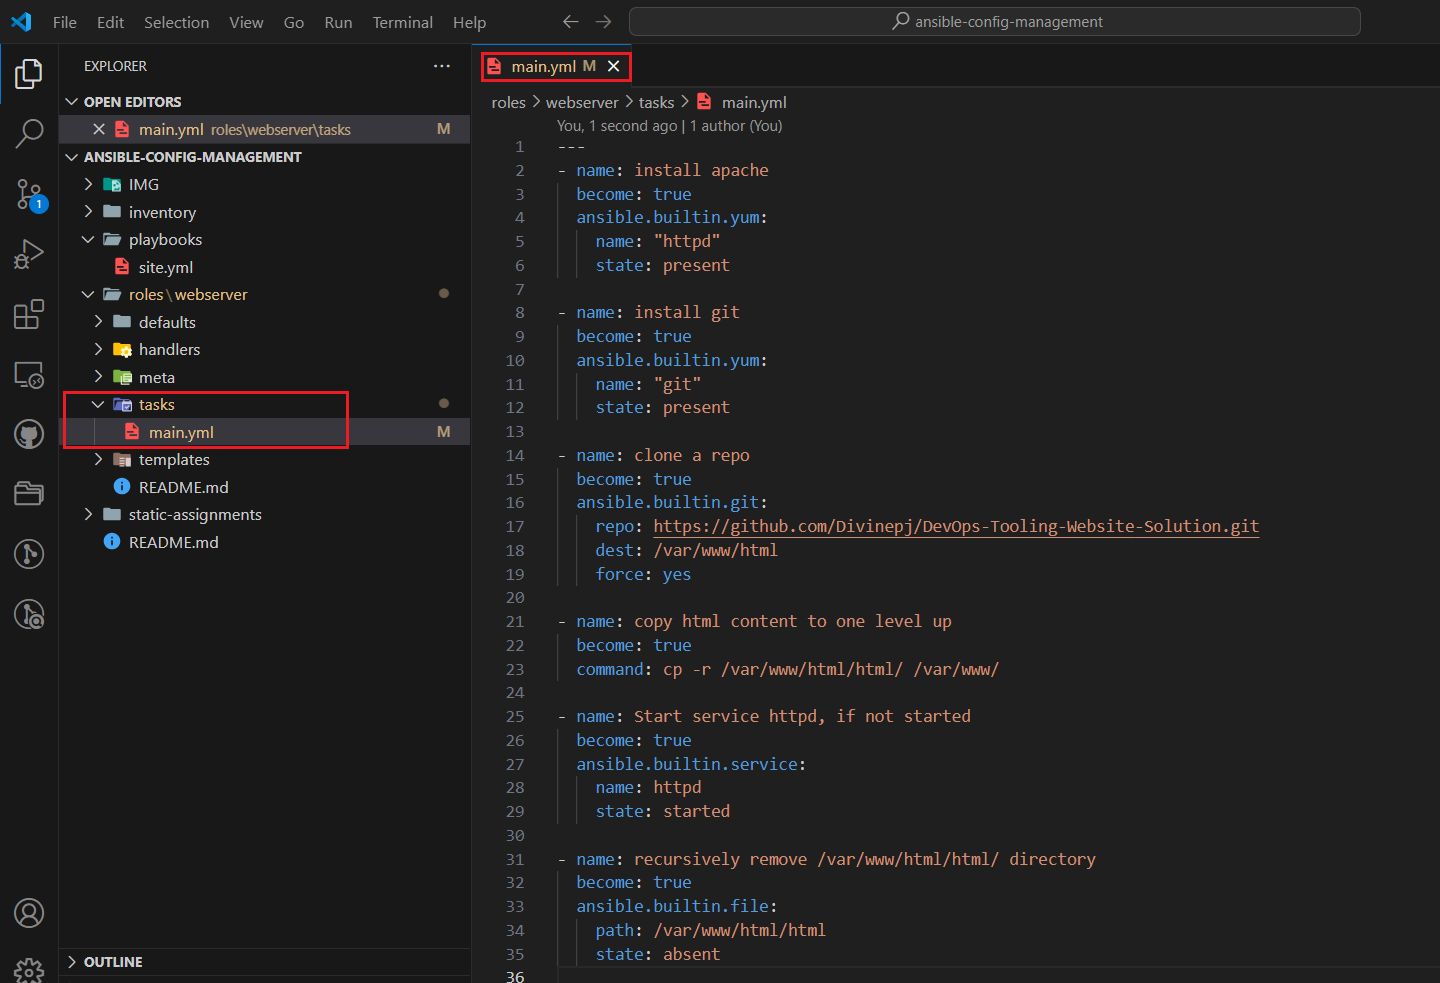 File Edit Selection View Go Run Terminal Help
ansible-config-management
EXPLORER
OPEN EDITORS
main.yml roles\webserver\tasks M
ANSIBLE-CONFIG-MANAGEMENT
IMG
inventory
playbooks
site.yml
roles\webserver
defaults
handlers
meta
tasks
main.yml M
templates
README.md
static-assignments
README.md
OUTLINE
1
main.yml M
roles > webserver > tasks > main.yml
You, 1 second ago | 1 author (You)
1 ---
2 - name: install apache
3 become: true
4 ansible.builtin.yum:
5 name: "httpd"
6 state: present
7
8 - name: install git
9 become: true
10 ansible.builtin.yum:
11 name: "git"
12 state: present
13
14 - name: clone a repo
15 become: true
16 ansible.builtin.git:
17 repo: https://github.com/Divinepj/DevOps-Tooling-Website-Solution.git
18 dest: /var/www/html
19 force: yes
20
21 - name: copy html content to one level up
22 become: true
23 command: cp -r /var/www/html/html/ /var/www/
24
25 - name: Start service httpd, if not started
26 become: true
27 ansible.builtin.service:
28 name: httpd
29 state: started
30
31 - name: recursively remove /var/www/html/html/ directory
32 become: true
33 ansible.builtin.file:
34 path: /var/www/html/html
35 state: absent
36